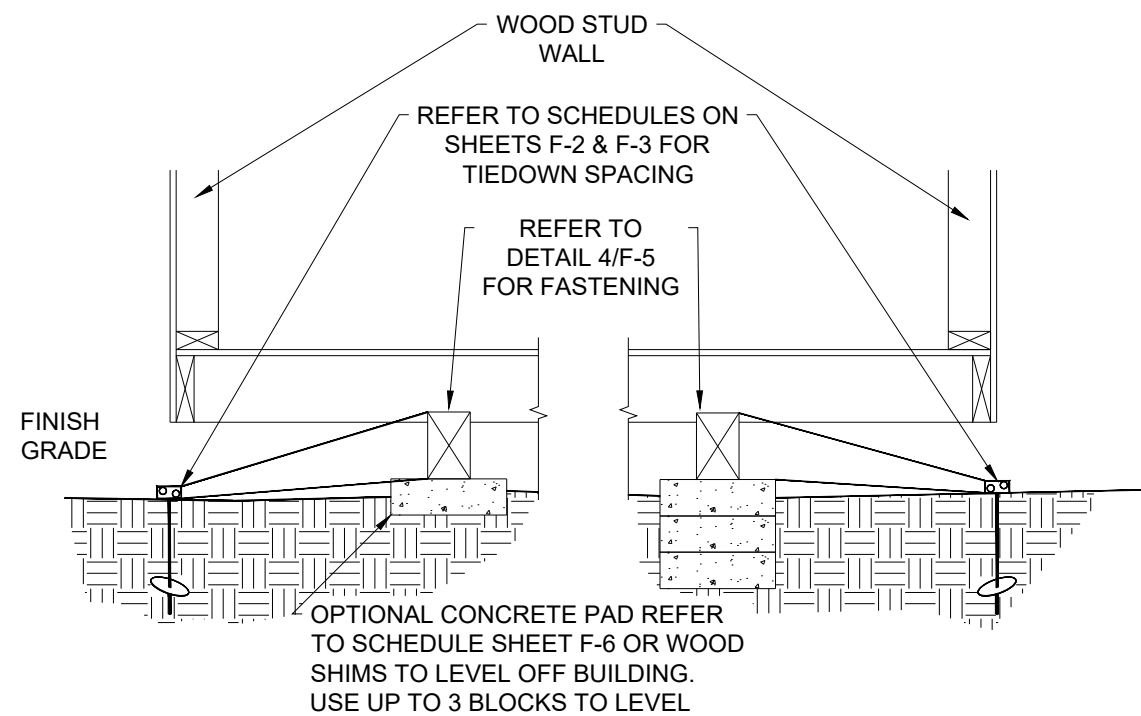 WOOD STUD
WALL
REFER TO SCHEDULES ON
SHEETS F-2 & F-3 FOR
TIEDOWN SPACING
REFER TO
DETAIL 4/F-5
FOR FASTENING
FINISH
GRADE
OPTIONAL CONCRETE PAD REFER
TO SCHEDULE SHEET F-6 OR WOOD
SHIMS TO LEVEL OFF BUILDING.
USE UP TO 3 BLOCKS TO LEVEL